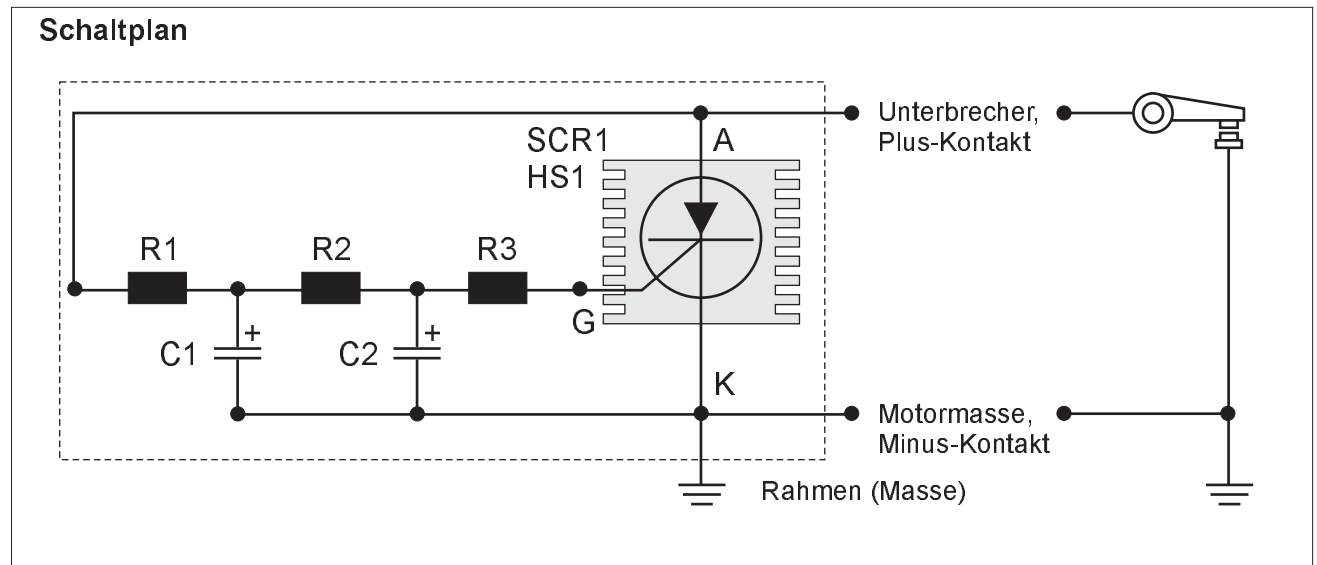 Schaltplan
SCR1
HS1
A
Unterbrecher,
Plus-Kontakt
R1
R2
R3
G
C1
+
C2
+
K
Motormasse,
Minus-Kontakt
Rahmen (Masse)